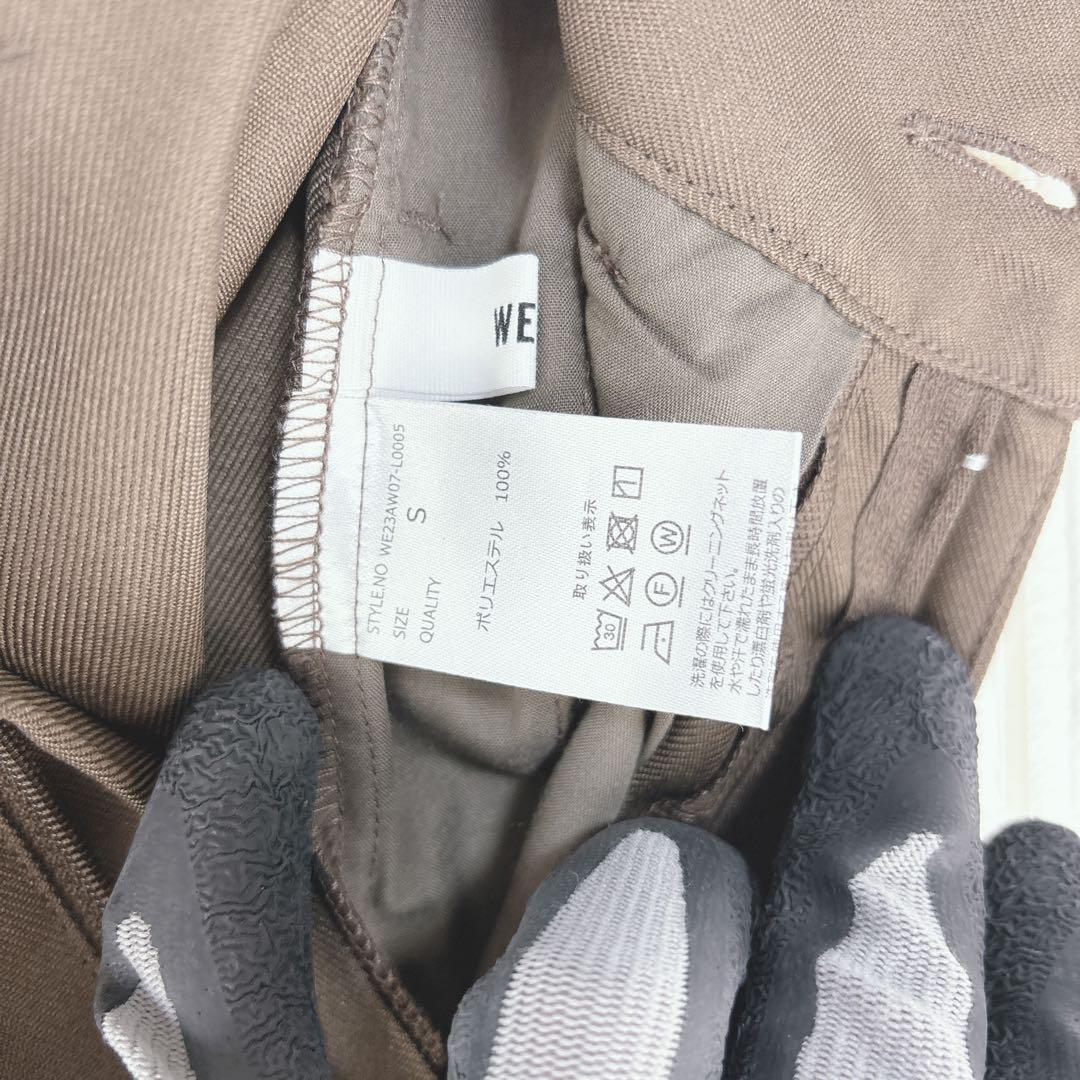 WE
STYLE.NO WE23AW07-L0005
SIZE S
QUALITY
ポリエステル 100%
取り扱い表示
30
F W
洗濯の際にはクリーニングネット
を使用して下さい。
水や汗で濡れたまま長時間放置
したり漂白剤や蛍光洗剤入りの